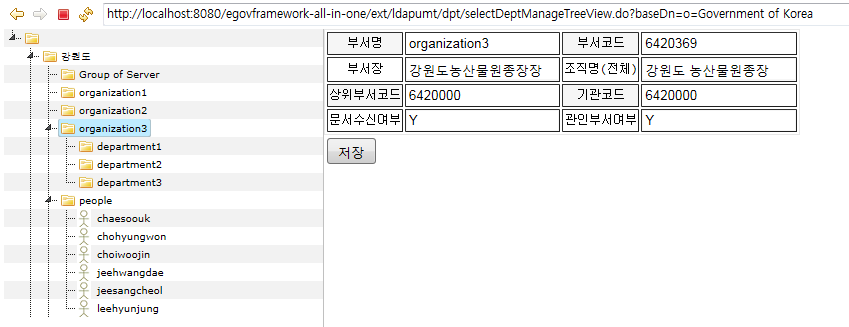 http://localhost:8080/egovframework-all-in-one/ext/ldapumt/dpt/selectDeptManageTreeView.do?baseDn=o=Government of Korea
강원도
Group of Server
organization1
organization2
organization3
department1
department2
department3
people
chaesoouk
chohyungwon
choiwoojin
jeehwangdae
jeesangcheol
leehyunjung
부서명 organization3 부서코드 6420369
부서장 강원도농산물원종장장 조직명(전체) 강원도 농산물원종장
상위부서코드 6420000 기관코드 6420000
문서수신여부 Y 관인부서여부 Y
저장